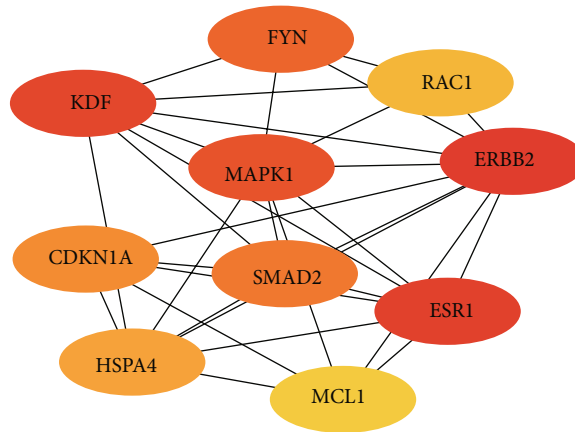 FYN
RAC1
KDF
ERBB2
MAPK1
CDKN1A
SMAD2
ESR1
HSPA4
MCL1